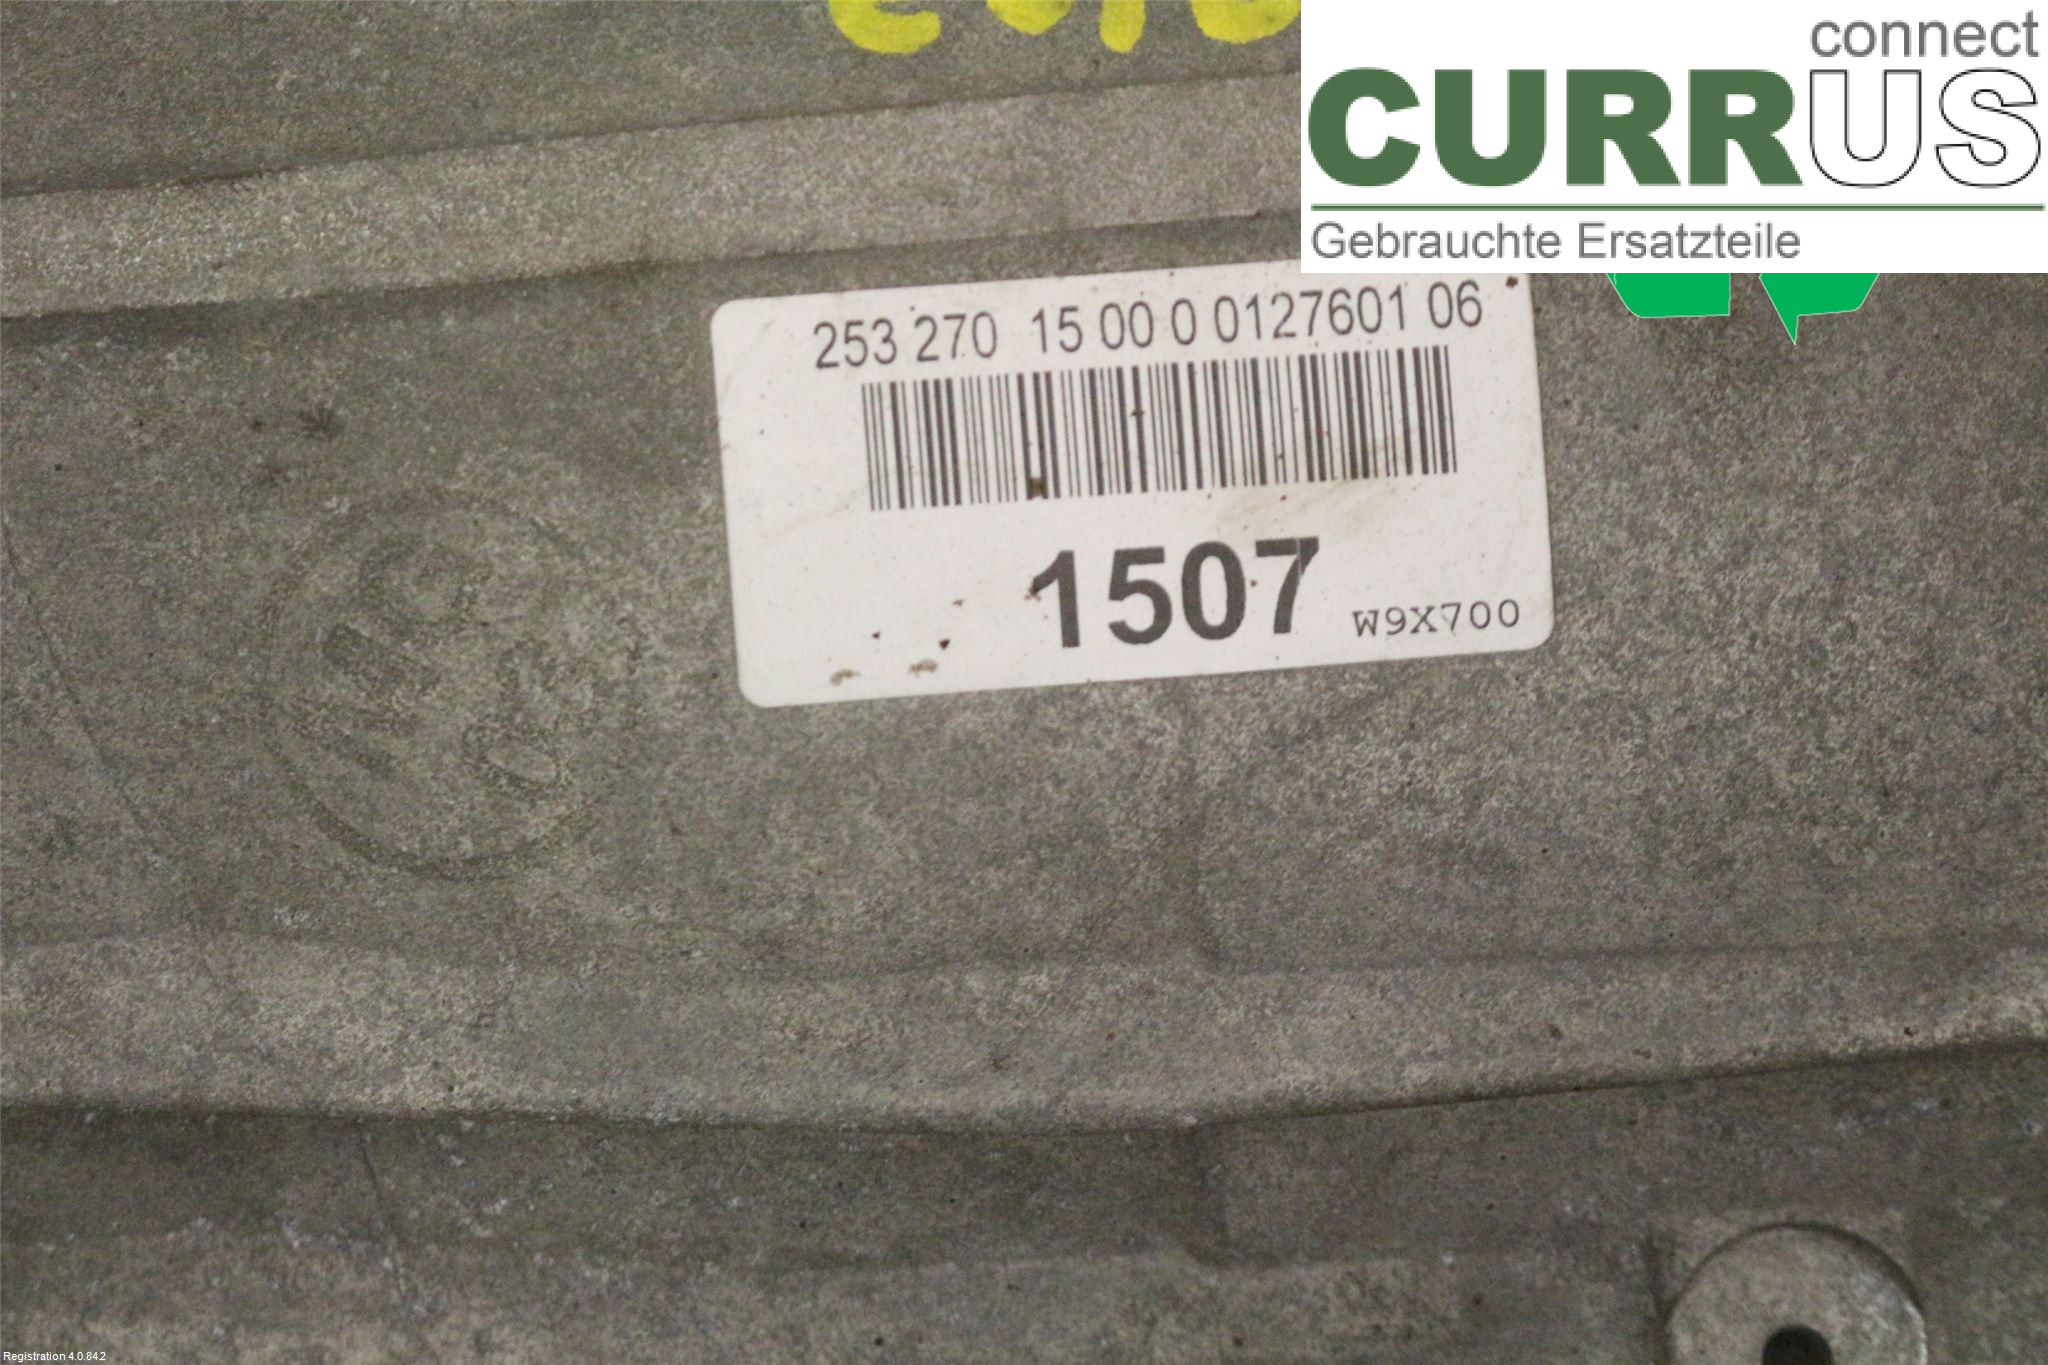 connect
CURRUS
Gebrauchte Ersatzteile
253 270 15 00 0 0127601 06
1507
W9X700
Registration 4.0.84.2